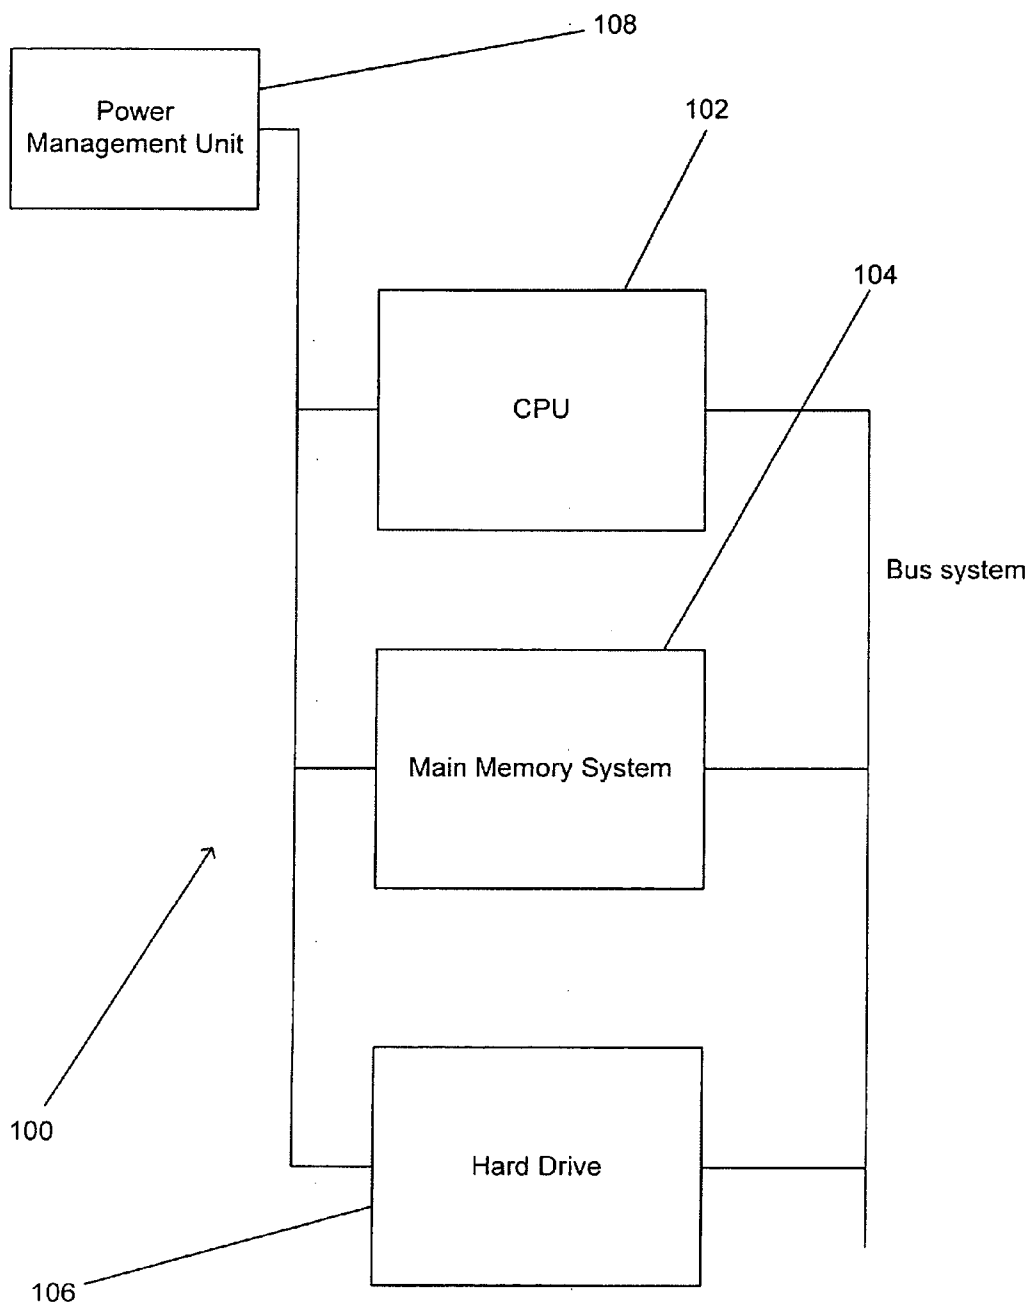 108
Power
Management Unit
102
104
CPU
Bus system
Main Memory System
100
Hard Drive
106